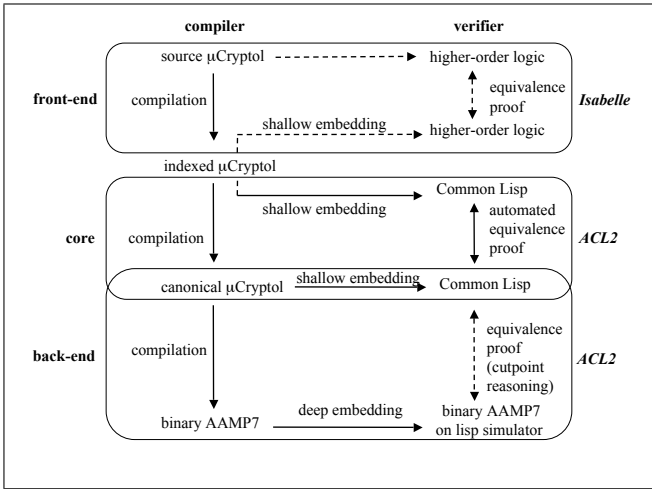 compiler verifier
source µCryptol higher-order logic
front-end compilation equivalence
proof Isabelle
shallow embedding higher-order logic
indexed µCryptol
Common Lisp
shallow embedding
automated
core compilation equivalence ACL2
proof
canonical µCryptol shallow embedding Common Lisp
equivalence
back-end compilation proof ACL2
(cutpoint
reasoning)
binary AAMP7 deep embedding binary AAMP7
on lisp simulator